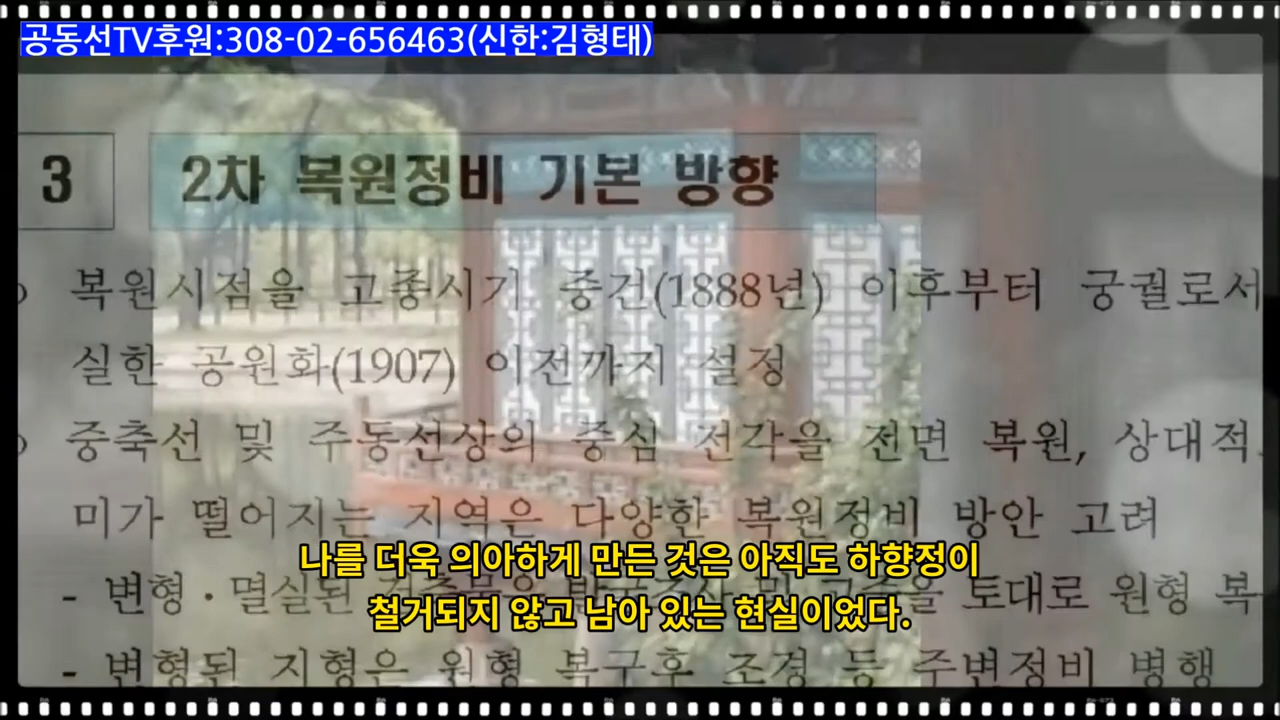 공동선TV후원:308-02-656463(신한:김형태)
3 2차 복원정비 기본 방향
복원시점을 고종시기 중건(1888년) 이후부터 궁궐로서
실한 공원화(1907) 이전까지 설정
중축선 및 주동선상의 중심 전각을 전면 복원, 상대적
미가 떨어지는 지역은 다양한 복원정비 방안 고려
나를 더욱 의아하게 만든 것은 아직도 하향정이
- 변형·멸실된 토대로 원형 복
철거되지 않고 남아 있는 현실이었다.
- 변형된 지형은 원형 복구후 조경 등 주변정비 병행